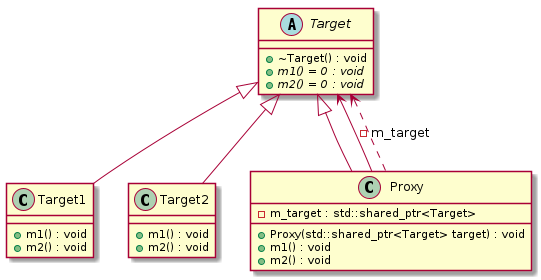 A Target
~Target() : void
m1() = 0 : void
m2() = 0 : void
m_target
C Target1
m1() : void
m2() : void
C Target2
m1() : void
m2() : void
C Proxy
m_target : std::shared_ptr<Target>
Proxy(std::shared_ptr<Target> target) : void
m1() : void
m2() : void